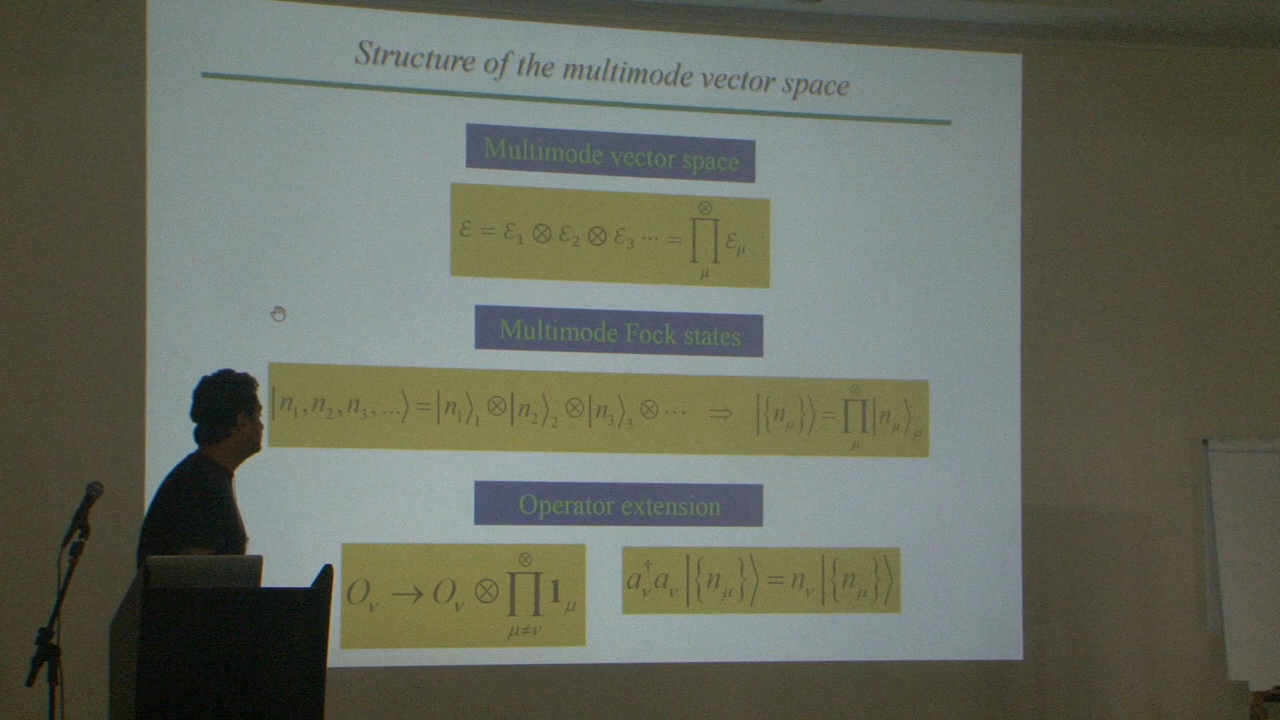 Structure of the multimode vector space
Multimode vector space
ℰ = ℰ₁ ⊗ ℰ₂ ⊗ ℰ₃ ⋯ = ∏_μ^⊗ ℰ_μ
Multimode Fock states
|n₁, n₂, n₃, ...⟩ = |n₁⟩₁ ⊗ |n₂⟩₂ ⊗ |n₃⟩₃ ⊗ ⋯ ⇒ |{n_μ}⟩ = ∏_μ^⊗ |n_μ⟩_μ
Operator extension
O_ν → O_ν ⊗ ∏_{μ≠ν}^⊗ 1_μ
a_ν^† a_ν |{n_μ}⟩ = n_ν |{n_μ}⟩